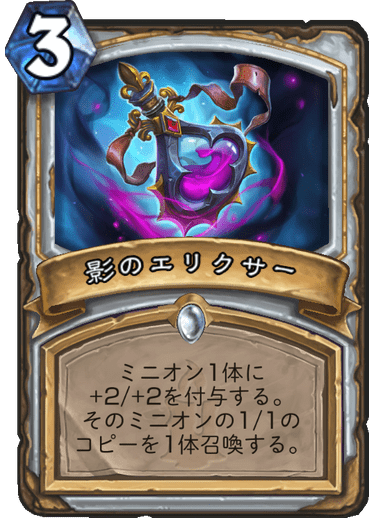 3
影のエリクサー
ミニオン1体に
+2/+2を付与する。
そのミニオンの1/1の
コピーを1体召喚する。